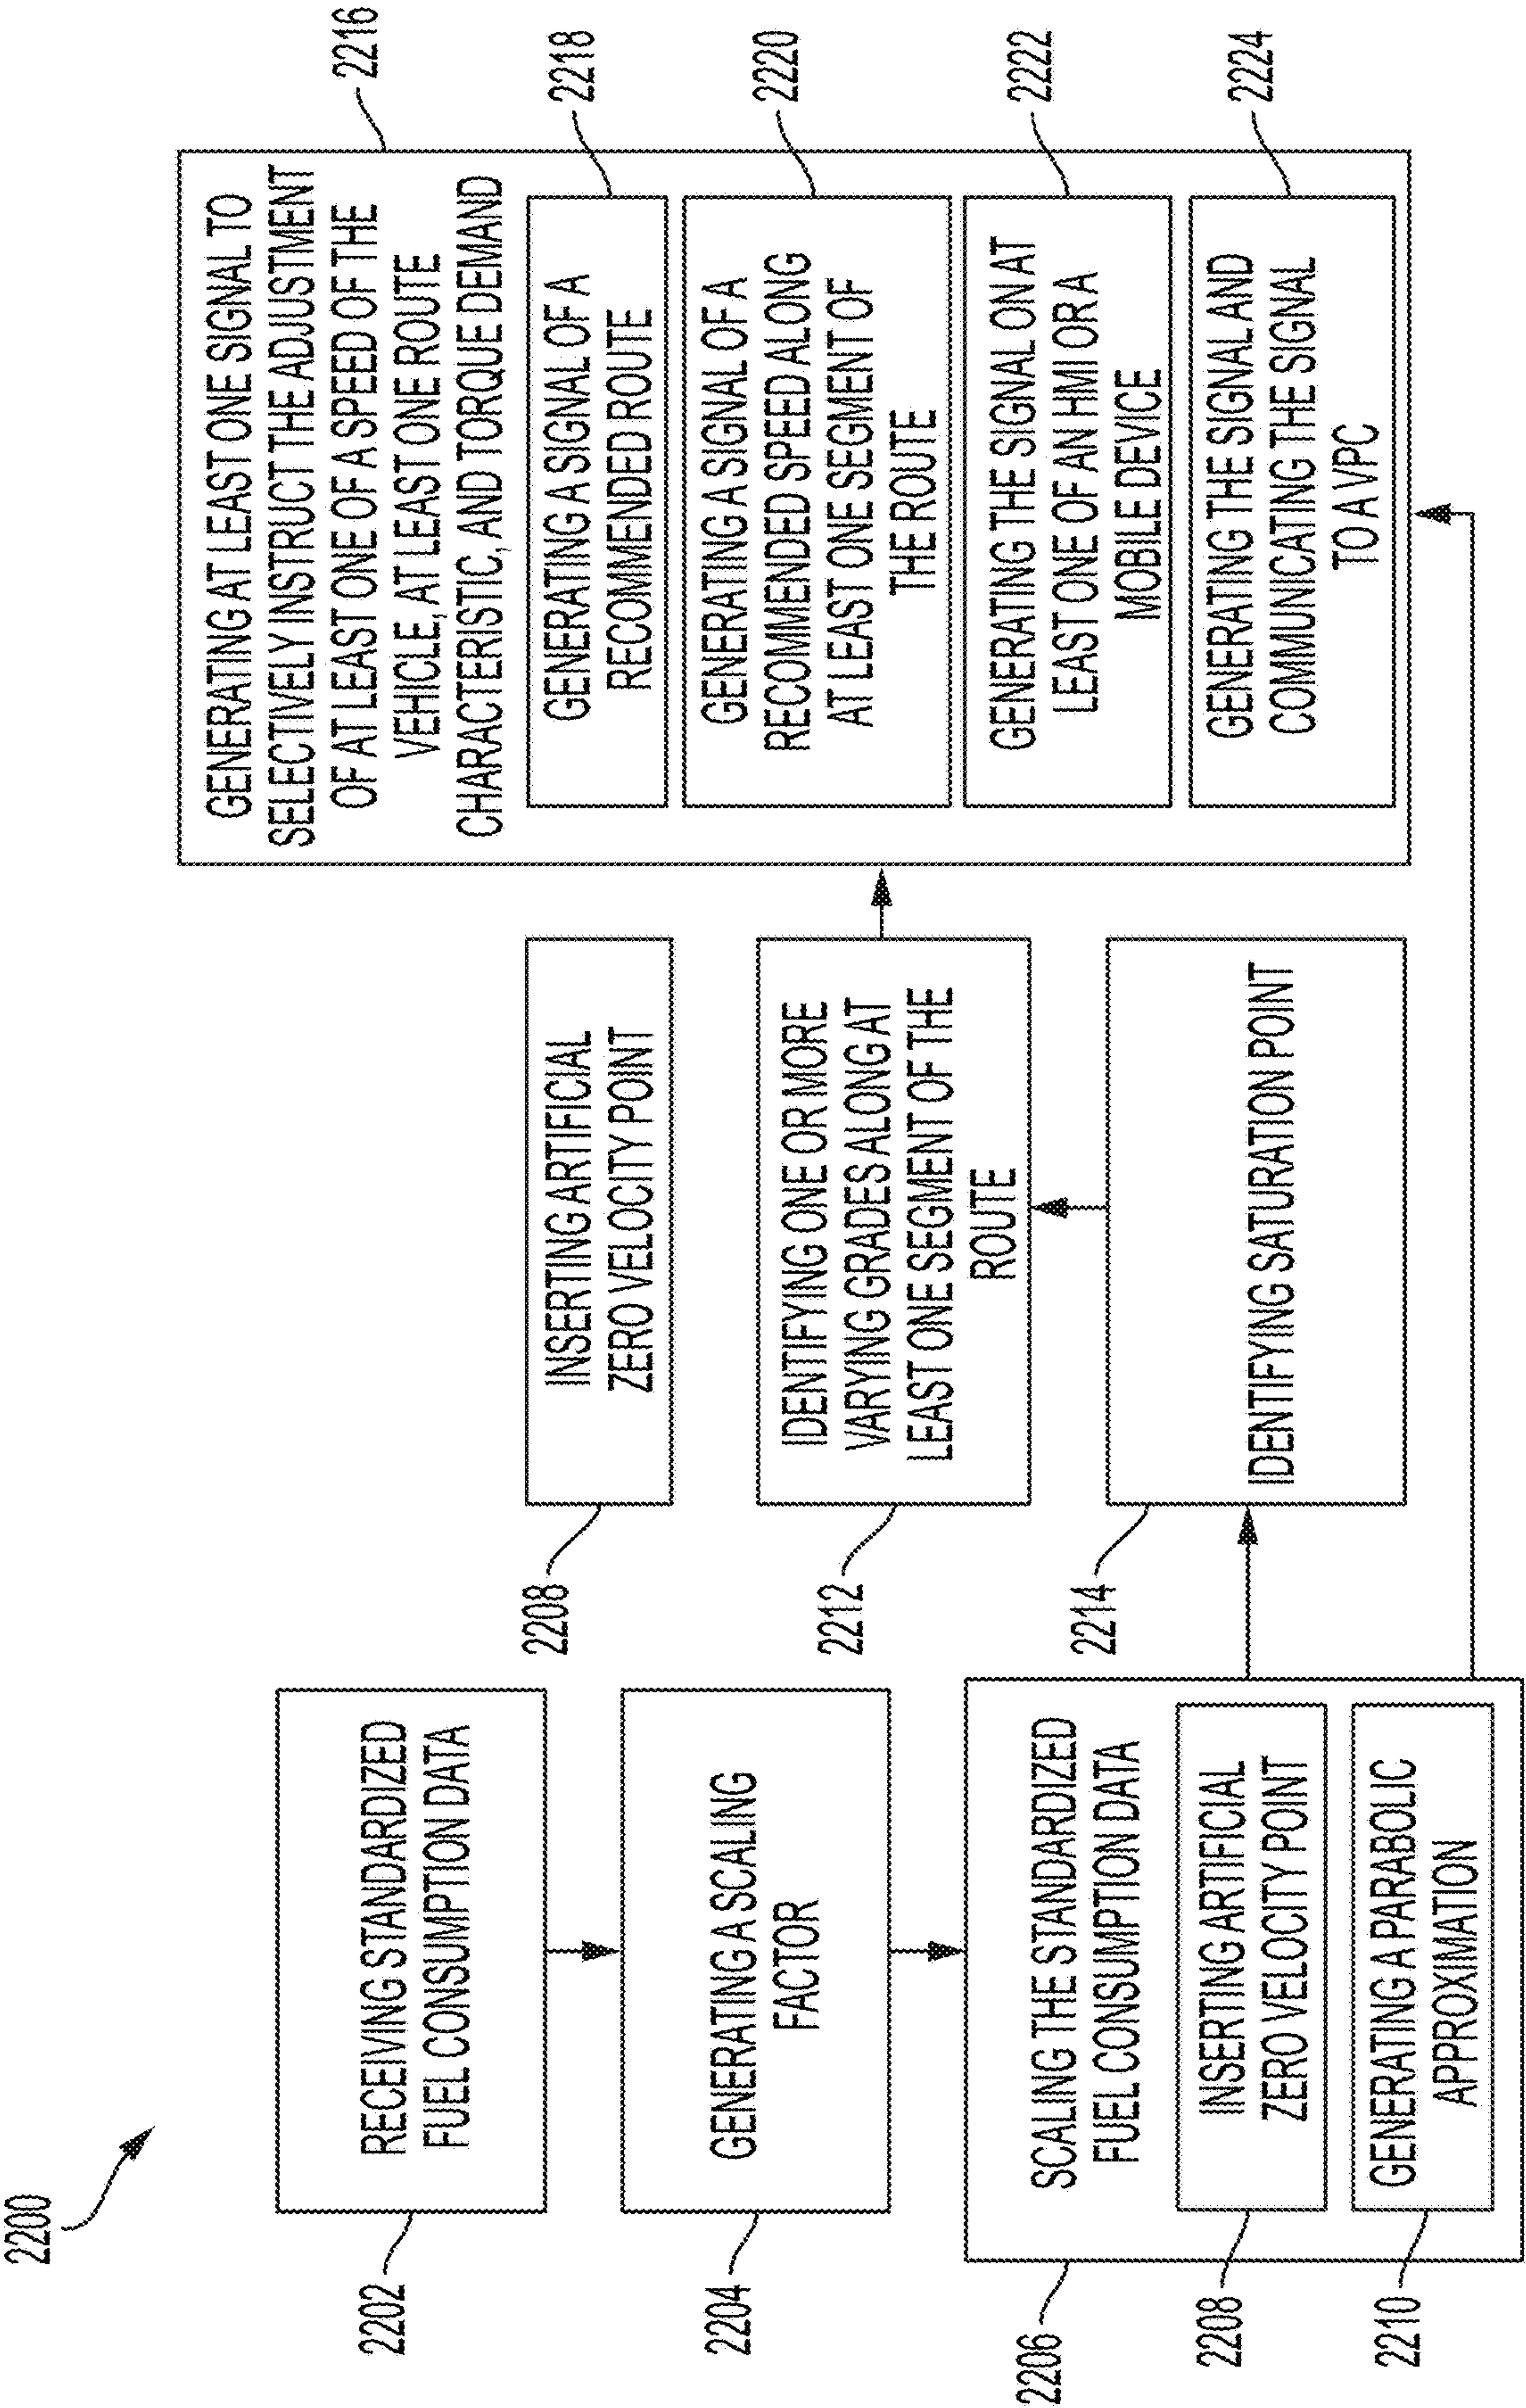 2200
2202
RECEIVING STANDARDIZED
FUEL CONSUMPTION DATA
2204
GENERATING A SCALING
FACTOR
2206
SCALING THE STANDARDIZED
FUEL CONSUMPTION DATA
2208
INSERTING ARTIFICIAL
ZERO VELOCITY POINT
2210
GENERATING A PARABOLIC
APPROXIMATION
2208
INSERTING ARTIFICIAL
ZERO VELOCITY POINT
2212
IDENTIFYING ONE OR MORE
VARYING GRADES ALONG AT
LEAST ONE SEGMENT OF THE
ROUTE
2214
IDENTIFYING SATURATION POINT
GENERATING AT LEAST ONE SIGNAL TO
SELECTIVELY INSTRUCT THE ADJUSTMENT
OF AT LEAST ONE OF A SPEED OF THE
VEHICLE, AT LEAST ONE ROUTE
CHARACTERISTIC, AND TORQUE DEMAND
2216
GENERATING A SIGNAL OF A
RECOMMENDED ROUTE
2218
GENERATING A SIGNAL OF A
RECOMMENDED SPEED ALONG
AT LEAST ONE SEGMENT OF
THE ROUTE
2220
GENERATING THE SIGNAL ON AT
LEAST ONE OF AN HMI OR A
MOBILE DEVICE
2222
GENERATING THE SIGNAL AND
COMMUNICATING THE SIGNAL
TO A VPC
2224